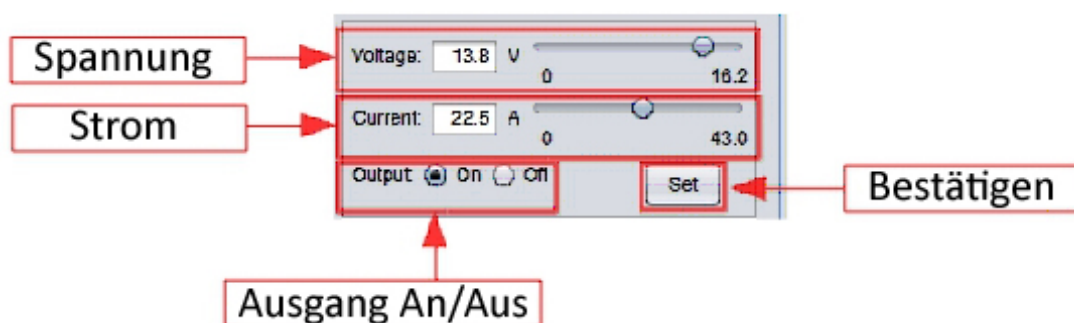 Spannung
Voltage: 13.8 V
0 16.2
Strom
Current: 22.5 A
0 43.0
Output On Off
Set
Bestätigen
Ausgang An/Aus